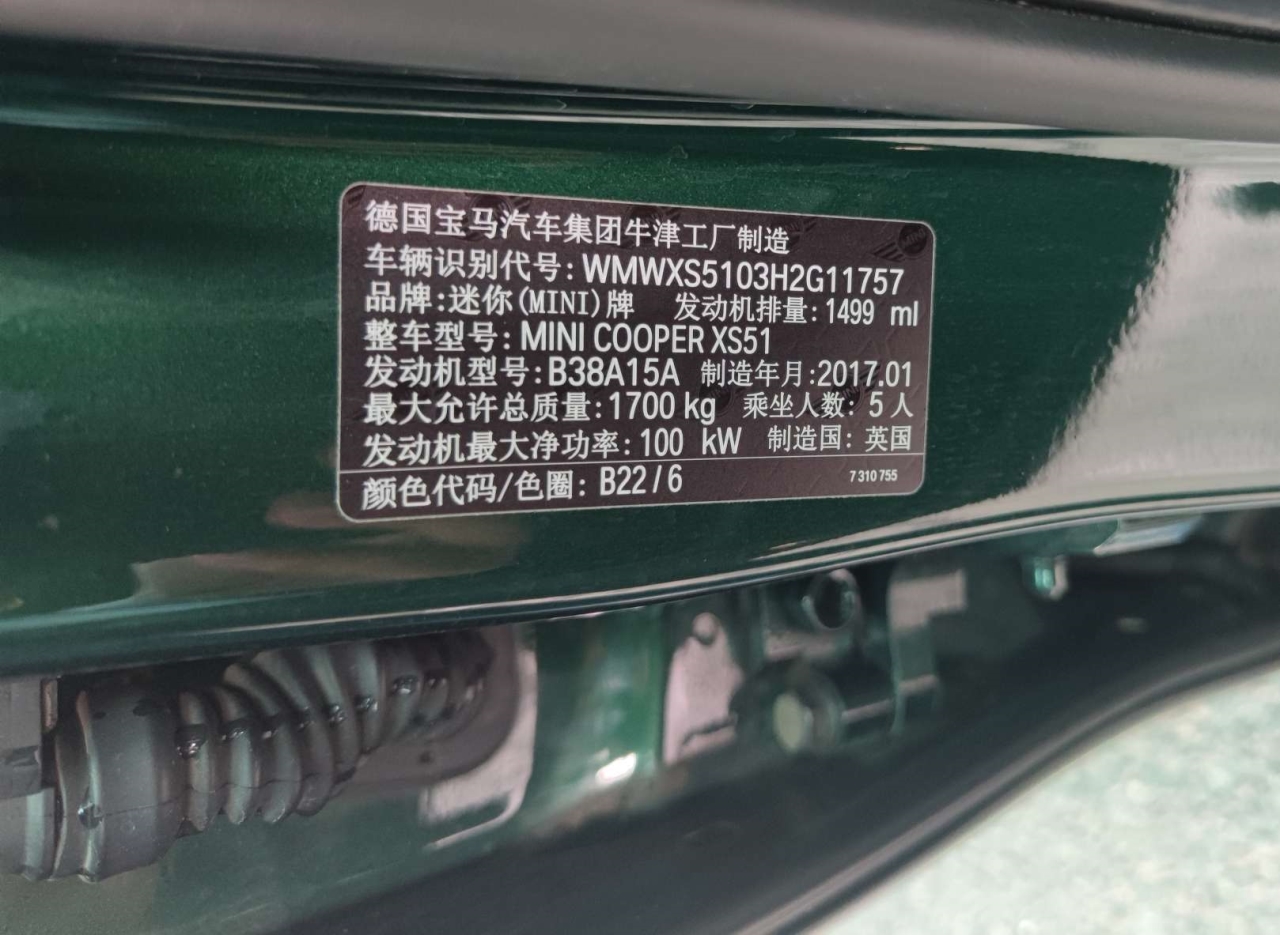 德国宝马汽车集团牛津工厂制造
车辆识别代号: WMWXS5103H2G11757
品牌:迷你(MINI)牌 发动机排量: 1499 ml
整车型号: MINI COOPER XS51
发动机型号:B38A15A 制造年月:2017.01
最大允许总质量:1700 kg 乘坐人数: 5 人
发动机最大净功率: 100 kW 制造国: 英国
颜色代码/色圈: B22 / 6 7 310 755